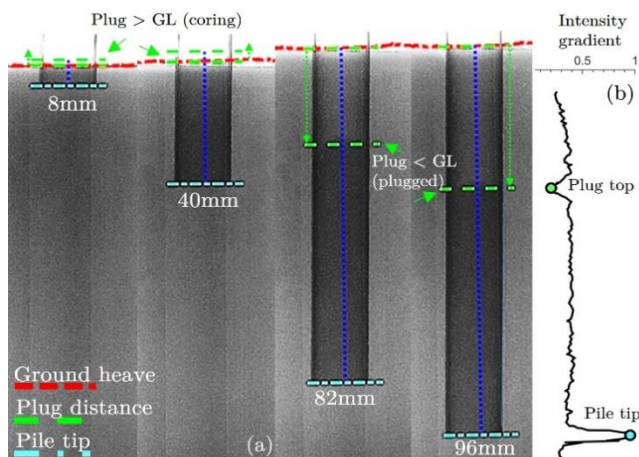 Plug > GL (coring)
Intensity
gradient
0.5
1
(b)
8mm
40mm
Plug < GL
(plugged)
Plug top
82mm
96mm
Ground heave
Plug distance
Pile tip
(a)
Pile tip